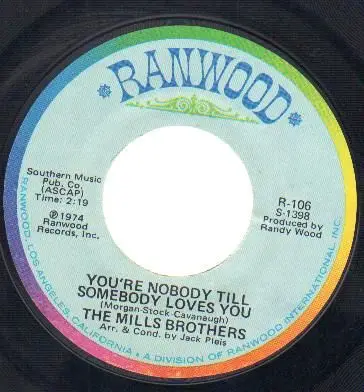 RANWOOD
Southern Music
Pub. Co.
(ASCAP)
Time: 2:19
℗ 1974
Ranwood
Records, Inc.
R-106
S-1398
Produced by
Randy Wood
YOU'RE NOBODY TILL
SOMEBODY LOVES YOU
(Morgan-Stock-Cavanaugh)
THE MILLS BROTHERS
Arr. & Cond. by Jack Pleis
RANWOOD, LOS ANGELES, CALIFORNIA • A DIVISION OF RANWOOD INTERNATIONAL, INC.